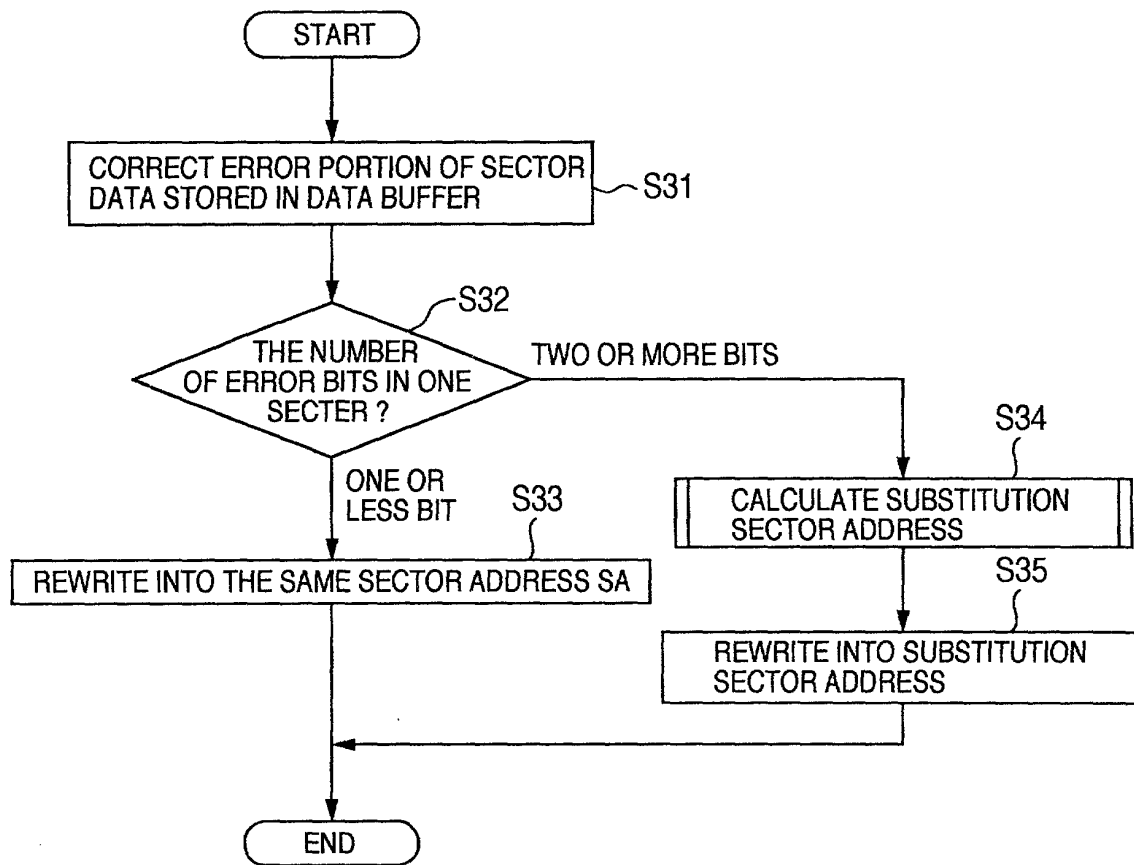 START
CORRECT ERROR PORTION OF SECTOR
DATA STORED IN DATA BUFFER
S31
S32
THE NUMBER
OF ERROR BITS IN ONE
SECTER ?
TWO OR MORE BITS
ONE OR
LESS BIT
S33
REWRITE INTO THE SAME SECTOR ADDRESS SA
S34
CALCULATE SUBSTITUTION
SECTOR ADDRESS
S35
REWRITE INTO SUBSTITUTION
SECTOR ADDRESS
END